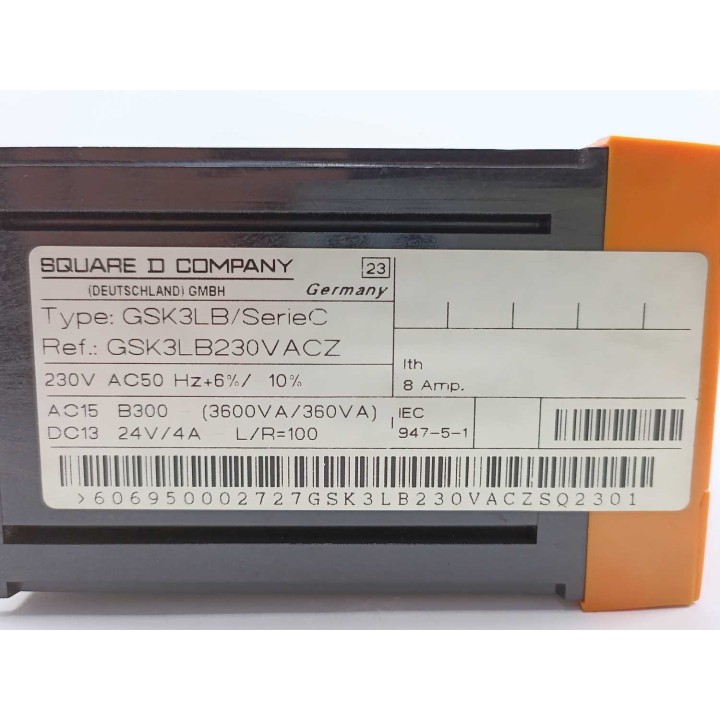 SQUARE D COMPANY
23
(DEUTSCHLAND) GMBH
Germany
Type: GSK3LB/SerieC
Ref.: GSK3LB230VACZ
Ith
8 Amp.
230V AC50 Hz+6%/ 10%
AC15 B300 - (3600VA/360VA)
IEC
947-5-1
DC13 24V/4A - L/R=100
>606950002727GSK3LB230VACZSQ2301